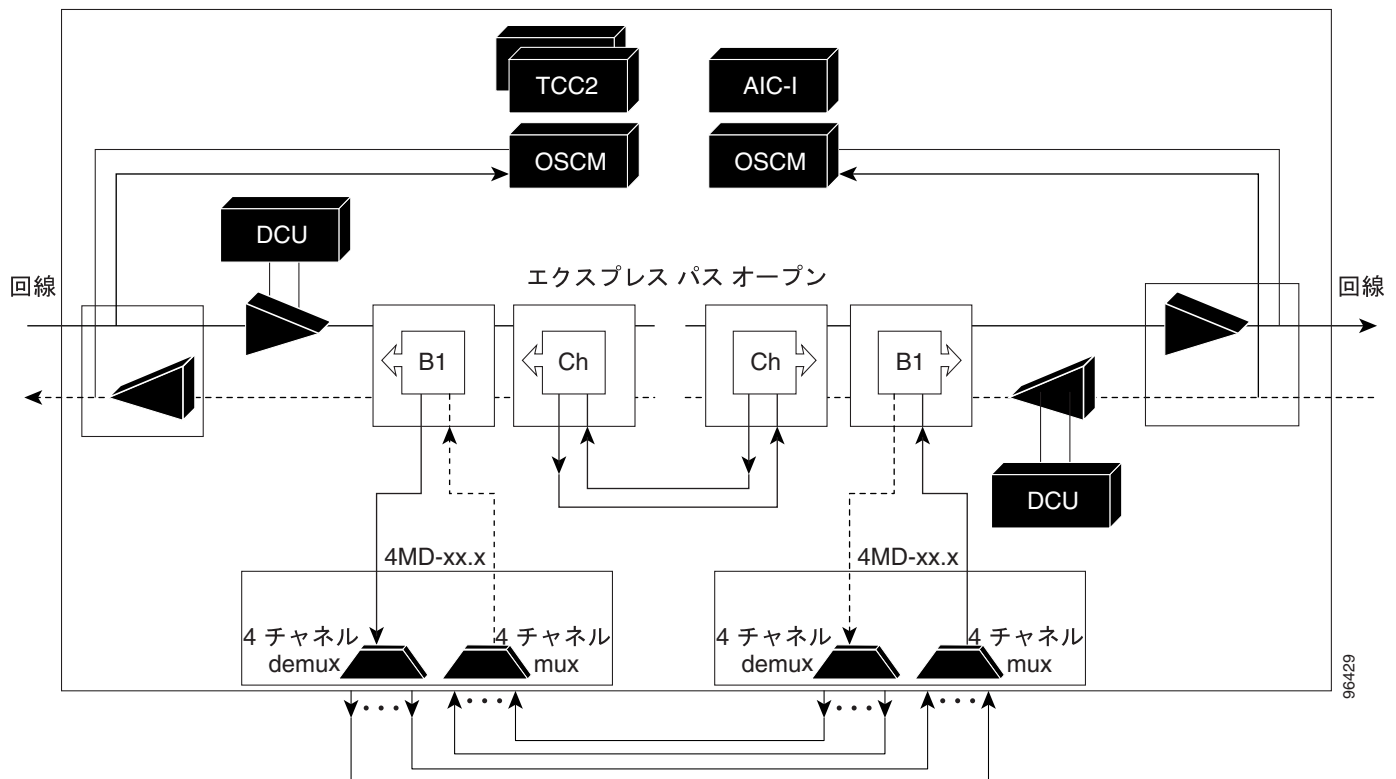 TCC2
AIC-I
OSCM
OSCM
DCU
エクスプレス パス オープン
回線
回線
B1
Ch
Ch
B1
DCU
4MD-xx.x
4MD-xx.x
4 チャネル
demux
4 チャネル
mux
4 チャネル
demux
4 チャネル
mux
96429